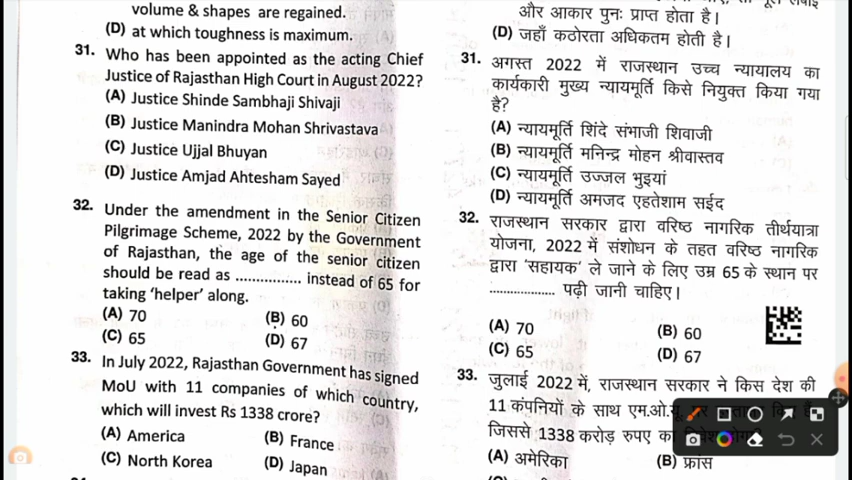 volume & shapes are regained.
(D) at which toughness is maximum.
31. Who has been appointed as the acting Chief
Justice of Rajasthan High Court in August 2022?
(A) Justice Shinde Sambhaji Shivaji
(B) Justice Manindra Mohan Shrivastava
(C) Justice Ujjal Bhuyan
(D) Justice Amjad Ahtesham Sayed
32. Under the amendment in the Senior Citizen
Pilgrimage Scheme, 2022 by the Government
of Rajasthan, the age of the senior citizen
should be read as ................ instead of 65 for
taking ‘helper’ along.
(A) 70 (B) 60
(C) 65 (D) 67
33. In July 2022, Rajasthan Government has signed
MoU with 11 companies of which country,
which will invest Rs 1338 crore?
(A) America (B) France
(C) North Korea (D) Japan
और आकार पुनः प्राप्त होता है।
(D) जहाँ कठोरता अधिकतम होती है।
31. अगस्त 2022 में राजस्थान उच्च न्यायालय का
कार्यकारी मुख्य न्यायमूर्ति किसे नियुक्त किया गया
है?
(A) न्यायमूर्ति शिंदे संभाजी शिवाजी
(B) न्यायमूर्ति मनिन्द्र मोहन श्रीवास्तव
(C) न्यायमूर्ति उज्जल भुइयां
(D) न्यायमूर्ति अमजद एहतेशाम सईद
32. राजस्थान सरकार द्वारा वरिष्ठ नागरिक तीर्थयात्रा
योजना, 2022 में संशोधन के तहत वरिष्ठ नागरिक
द्वारा ‘सहायक’ ले जाने के लिए उम्र 65 के स्थान पर
................ पढ़ी जानी चाहिए।
(A) 70 (B) 60
(C) 65 (D) 67
33. जुलाई 2022 में, राजस्थान सरकार ने किस देश की
11 कंपनियों के साथ एम.ओ.यू.
जिससे 1338 करोड़ रुपए का
(A) अमेरिका (B) फ्रांस